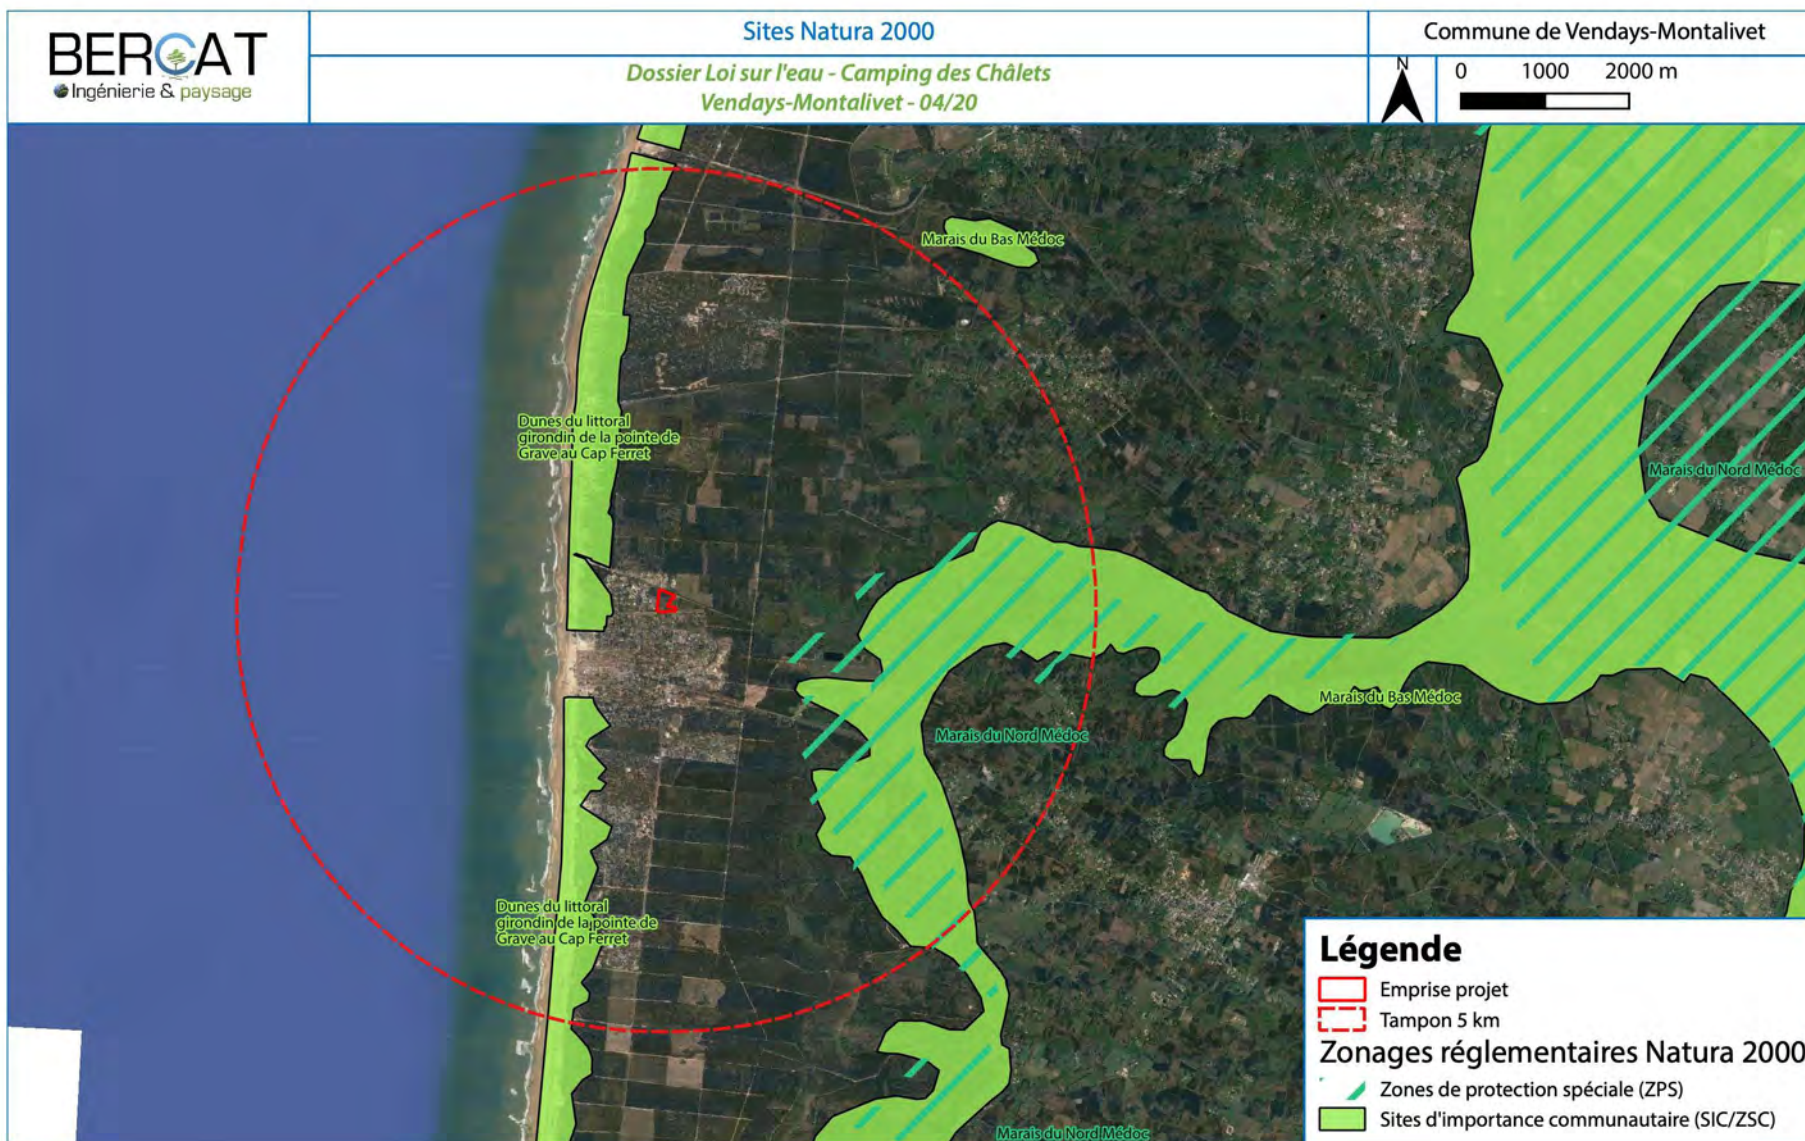 BERCAT
Ingénierie & paysage
Sites Natura 2000
Dossier Loi sur l'eau - Camping des Châlets
Vendays-Montalivet - 04/20
Commune de Vendays-Montalivet
N
0 1000 2000 m
Marais du Bas Médoc
Dunes du littoral
girondin de la pointe de
Grave au Cap Ferret
Marais du Nord Médoc
Marais du Bas Médoc
Marais du Nord Médoc
Dunes du littoral
girondin de la pointe de
Grave au Cap Ferret
Marais du Nord Médoc
Légende
Emprise projet
Tampon 5 km
Zonages réglementaires Natura 2000
Zones de protection spéciale (ZPS)
Sites d'importance communautaire (SIC/ZSC)